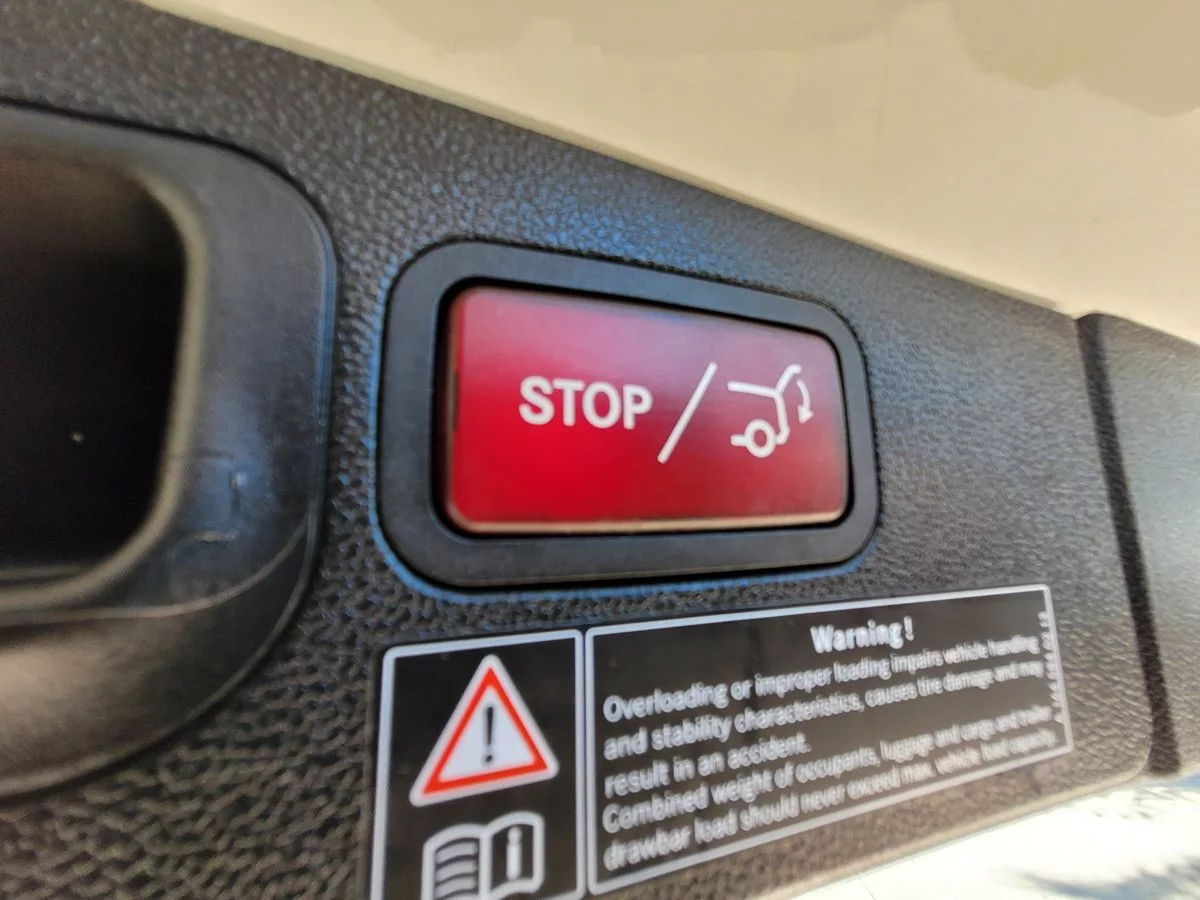 STOP /
Warning!
Overloading or improper loading impairs vehicle handling
and stability characteristics, causes tire damage and may
result in an accident.
Combined weight of occupants, luggage and cargo and trailer
drawbar load should never exceed max. vehicle load capacity.